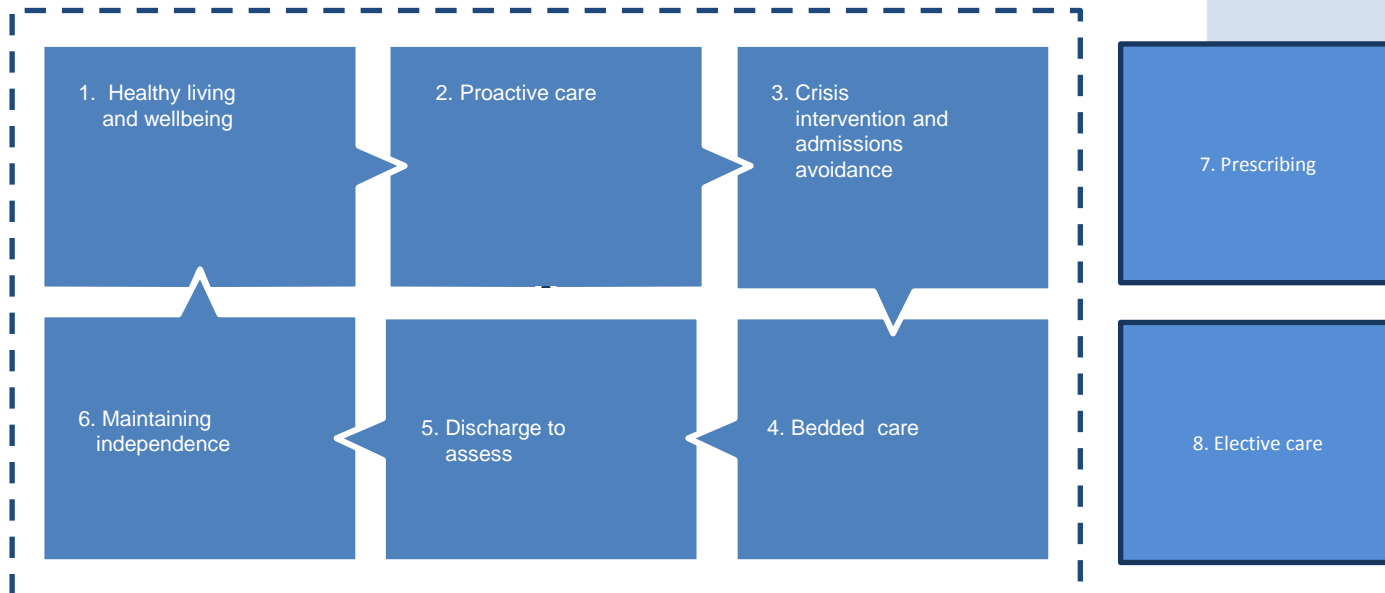 1. Healthy living
and wellbeing
2. Proactive care
3. Crisis
intervention and
admissions
avoidance
7. Prescribing
6. Maintaining
independence
5. Discharge to
assess
4. Bedded care
8. Elective care